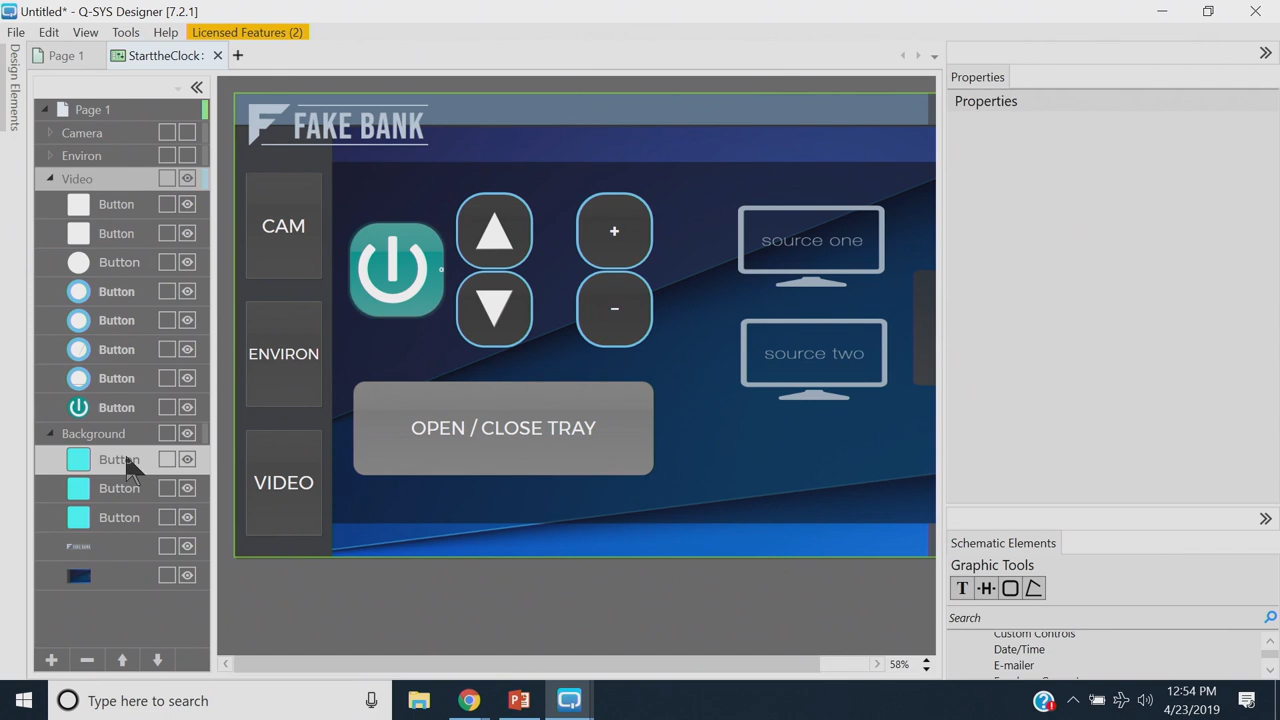 Untitled* - Q-SYS Designer [7.2.1]
File Edit View Tools Help Licensed Features (2)
Design Elements
Page 1
StarttheClock:
Page 1
Camera
Environ
Video
Button
Button
Button
Button
Button
Button
Button
Button
Background
Button
Button
Button
FAKE BANK
CAM
ENVIRON
VIDEO
+
-
source one
source two
OPEN / CLOSE TRAY
58%
Properties
Properties
Schematic Elements
Graphic Tools
T H
Search
Custom Controls
Date/Time
E-mailer
Type here to search
12:54 PM
4/23/2019